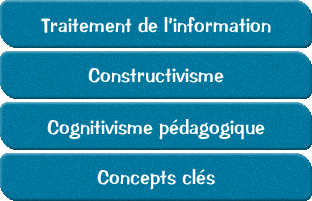 Traitement de l'information
Constructivisme
Cognitivisme pédagogique
Concepts clés